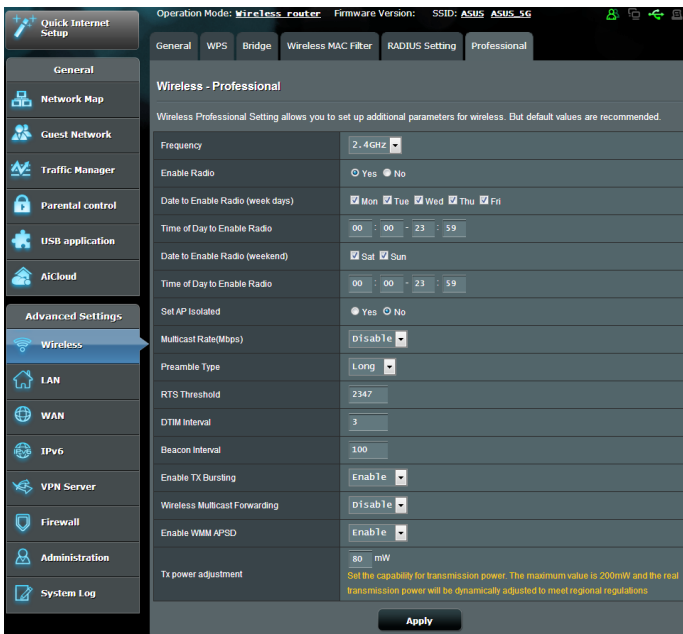 Operation Mode: Wireless router Firmware Version: SSID: ASUS ASUS_5G
Quick Internet
Setup
General WPS Bridge Wireless MAC Filter RADIUS Setting Professional
General
Network Map
Guest Network
Traffic Manager
Parental control
USB application
AiCloud
Advanced Settings
Wireless
LAN
WAN
IPv6
VPN Server
Firewall
Administration
System Log
Wireless - Professional
Wireless Professional Setting allows you to set up additional parameters for wireless. But default values are recommended.
Frequency 2.4GHz
Enable Radio Yes No
Date to Enable Radio (week days) Mon Tue Wed Thu Fri
Time of Day to Enable Radio 00 : 00 - 23 : 59
Date to Enable Radio (weekend) Sat Sun
Time of Day to Enable Radio 00 : 00 - 23 : 59
Set AP Isolated Yes No
Multicast Rate(Mbps) Disable
Preamble Type Long
RTS Threshold 2347
DTIM Interval 3
Beacon Interval 100
Enable TX Bursting Enable
Wireless Multicast Forwarding Disable
Enable WMM APSD Enable
Tx power adjustment 80 mW
Set the capability for transmission power. The maximum value is 200mW and the real
transmission power will be dynamically adjusted to meet regional regulations
Apply